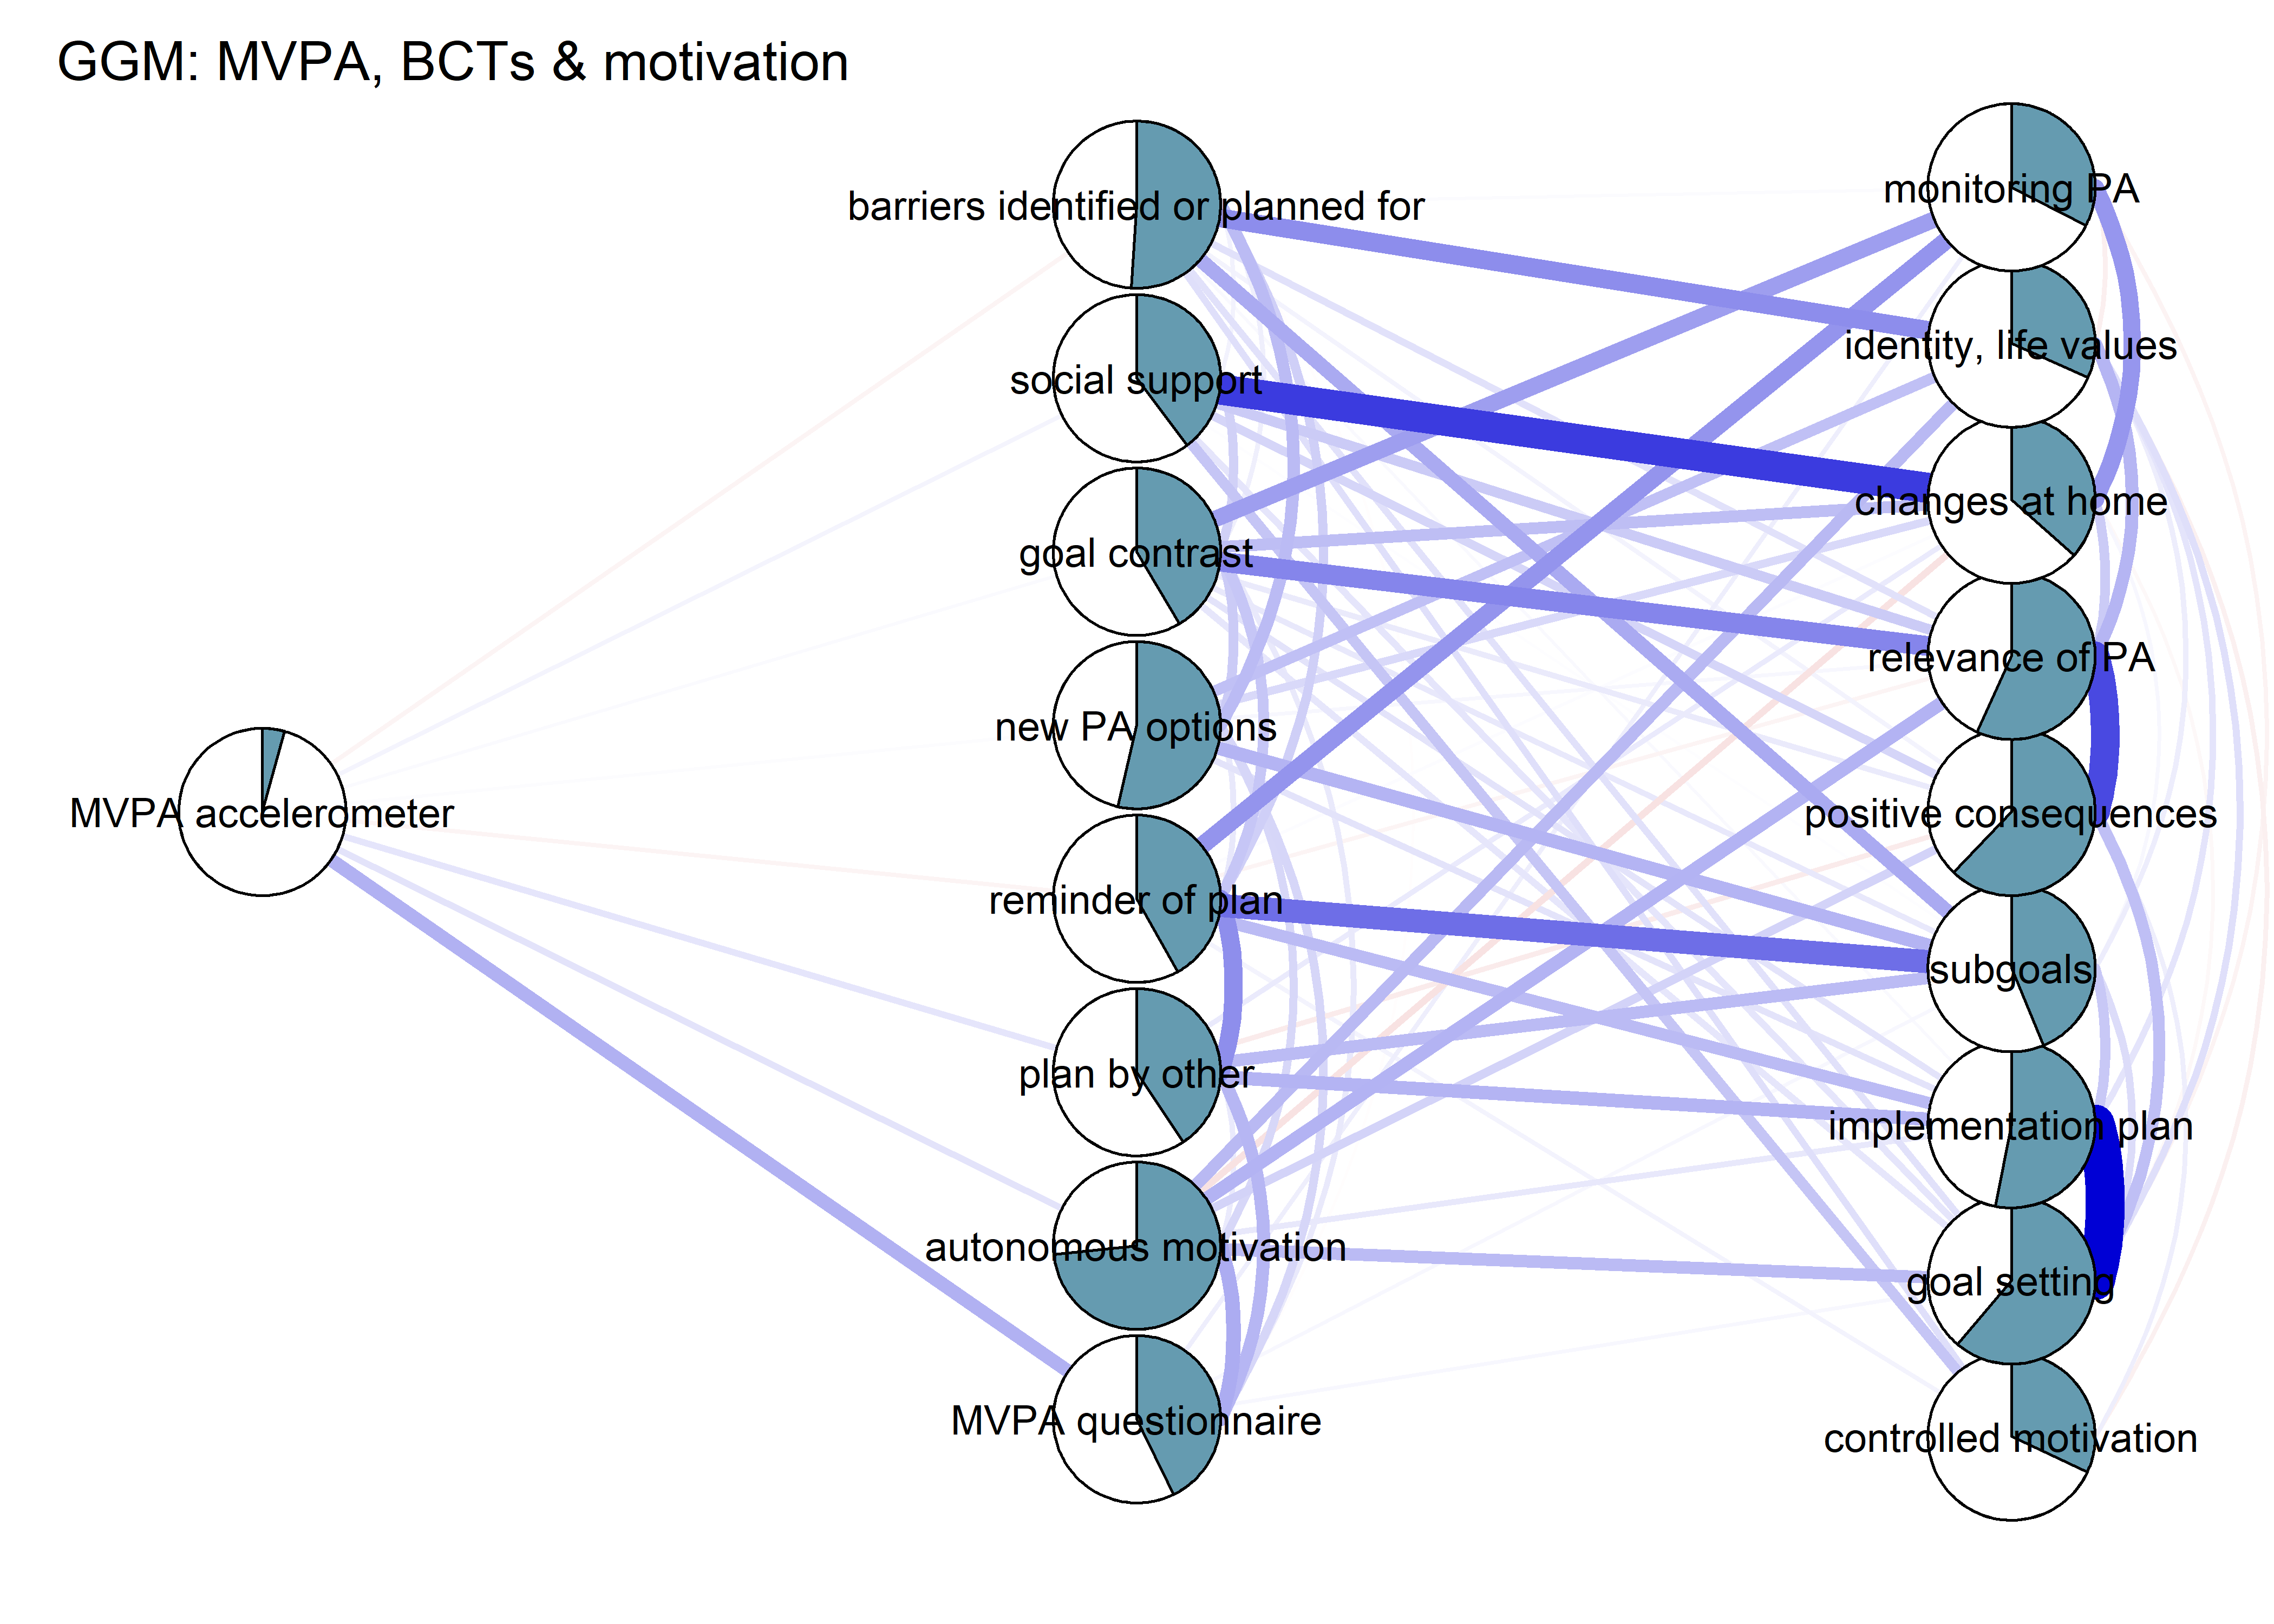 GGM: MVPA, BCTs & motivation
MVPA accelerometer
barriers identified or planned for
social support
goal contrast
new PA options
reminder of plan
plan by other
autonomous motivation
MVPA questionnaire
monitoring PA
identity, life values
changes at home
relevance of PA
positive consequences
subgoals
implementation plan
goal setting
controlled motivation